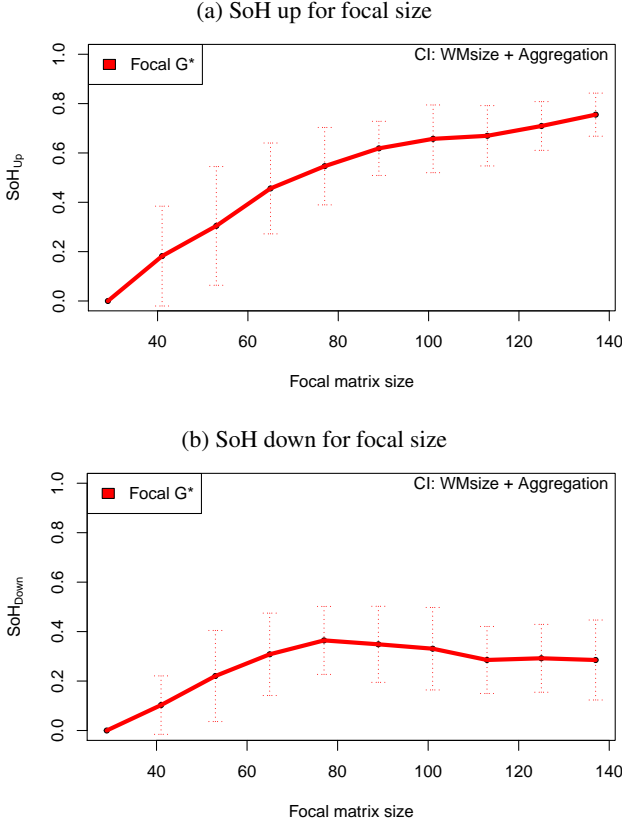 (a) SoH up for focal size
Focal G*
CI: WMsize + Aggregation
SoH_Up
1.0
0.8
0.6
0.4
0.2
0.0
40 60 80 100 120 140
Focal matrix size
(b) SoH down for focal size
Focal G*
CI: WMsize + Aggregation
SoH_Down
1.0
0.8
0.6
0.4
0.2
0.0
40 60 80 100 120 140
Focal matrix size